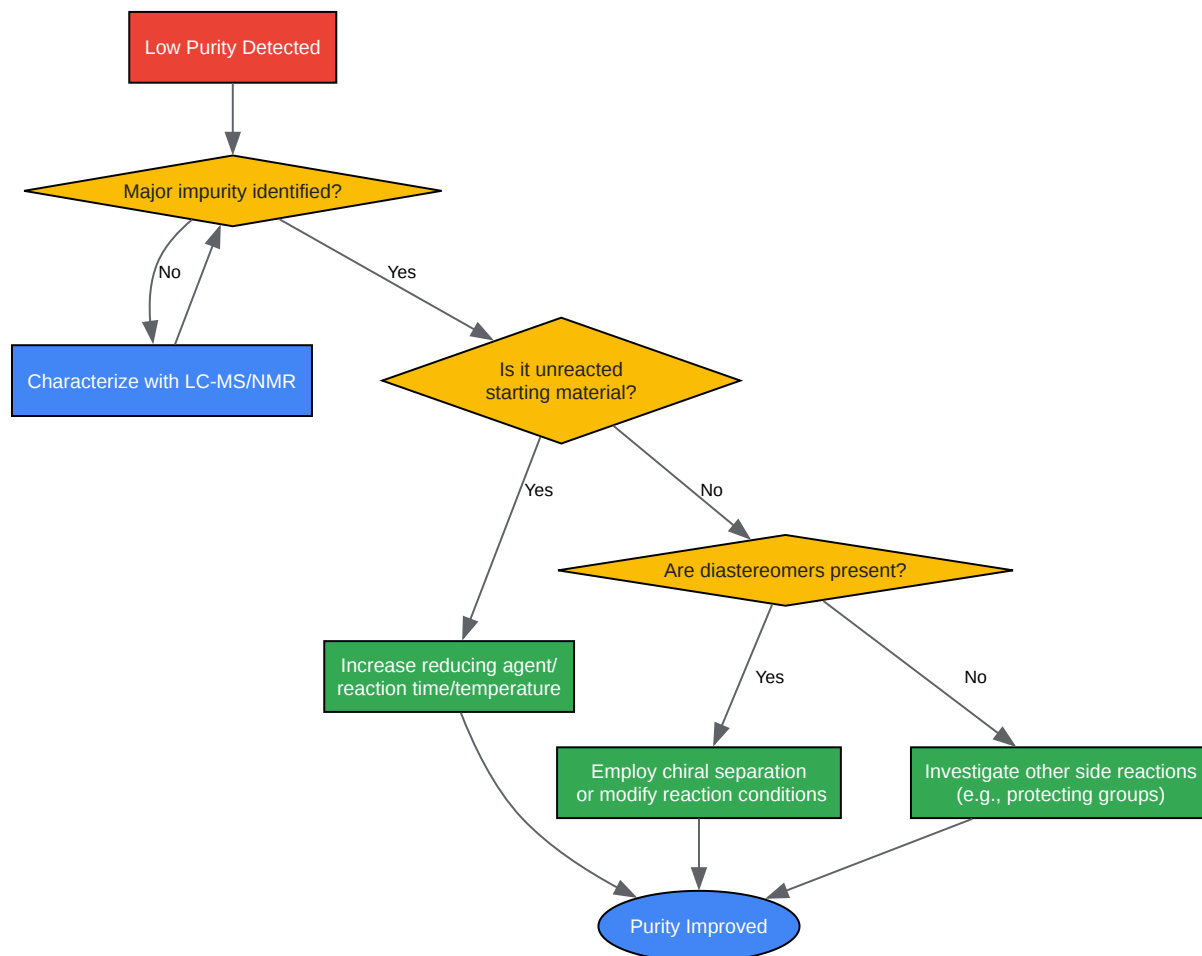 Low Purity Detected
Major impurity identified?
No
Yes
Characterize with LC-MS/NMR
Is it unreacted
starting material?
Yes
No
Are diastereomers present?
Increase reducing agent/
reaction time/temperature
Yes
No
Employ chiral separation
or modify reaction conditions
Investigate other side reactions
(e.g., protecting groups)
Purity Improved